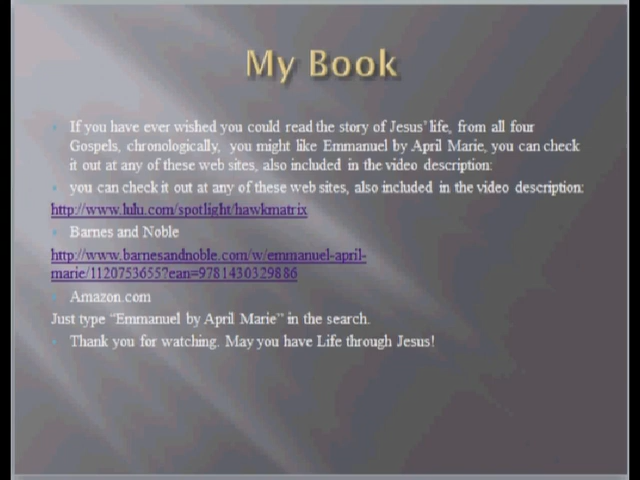 My Book
If you have ever wished you could read the story of Jesus' life, from all four
Gospels, chronologically, you might like Emmanuel by April Marie, you can check
it out at any of these web sites, also included in the video description:
you can check it out at any of these web sites, also included in the video description:
http://www.lulu.com/spotlight/hawkmatrix
Barnes and Noble
http://www.barnesandnoble.com/w/emmanuel-april-
marie/1120753655?ean=9781430329886
Amazon.com
Just type “Emmanuel by April Marie” in the search.
Thank you for watching. May you have Life through Jesus!